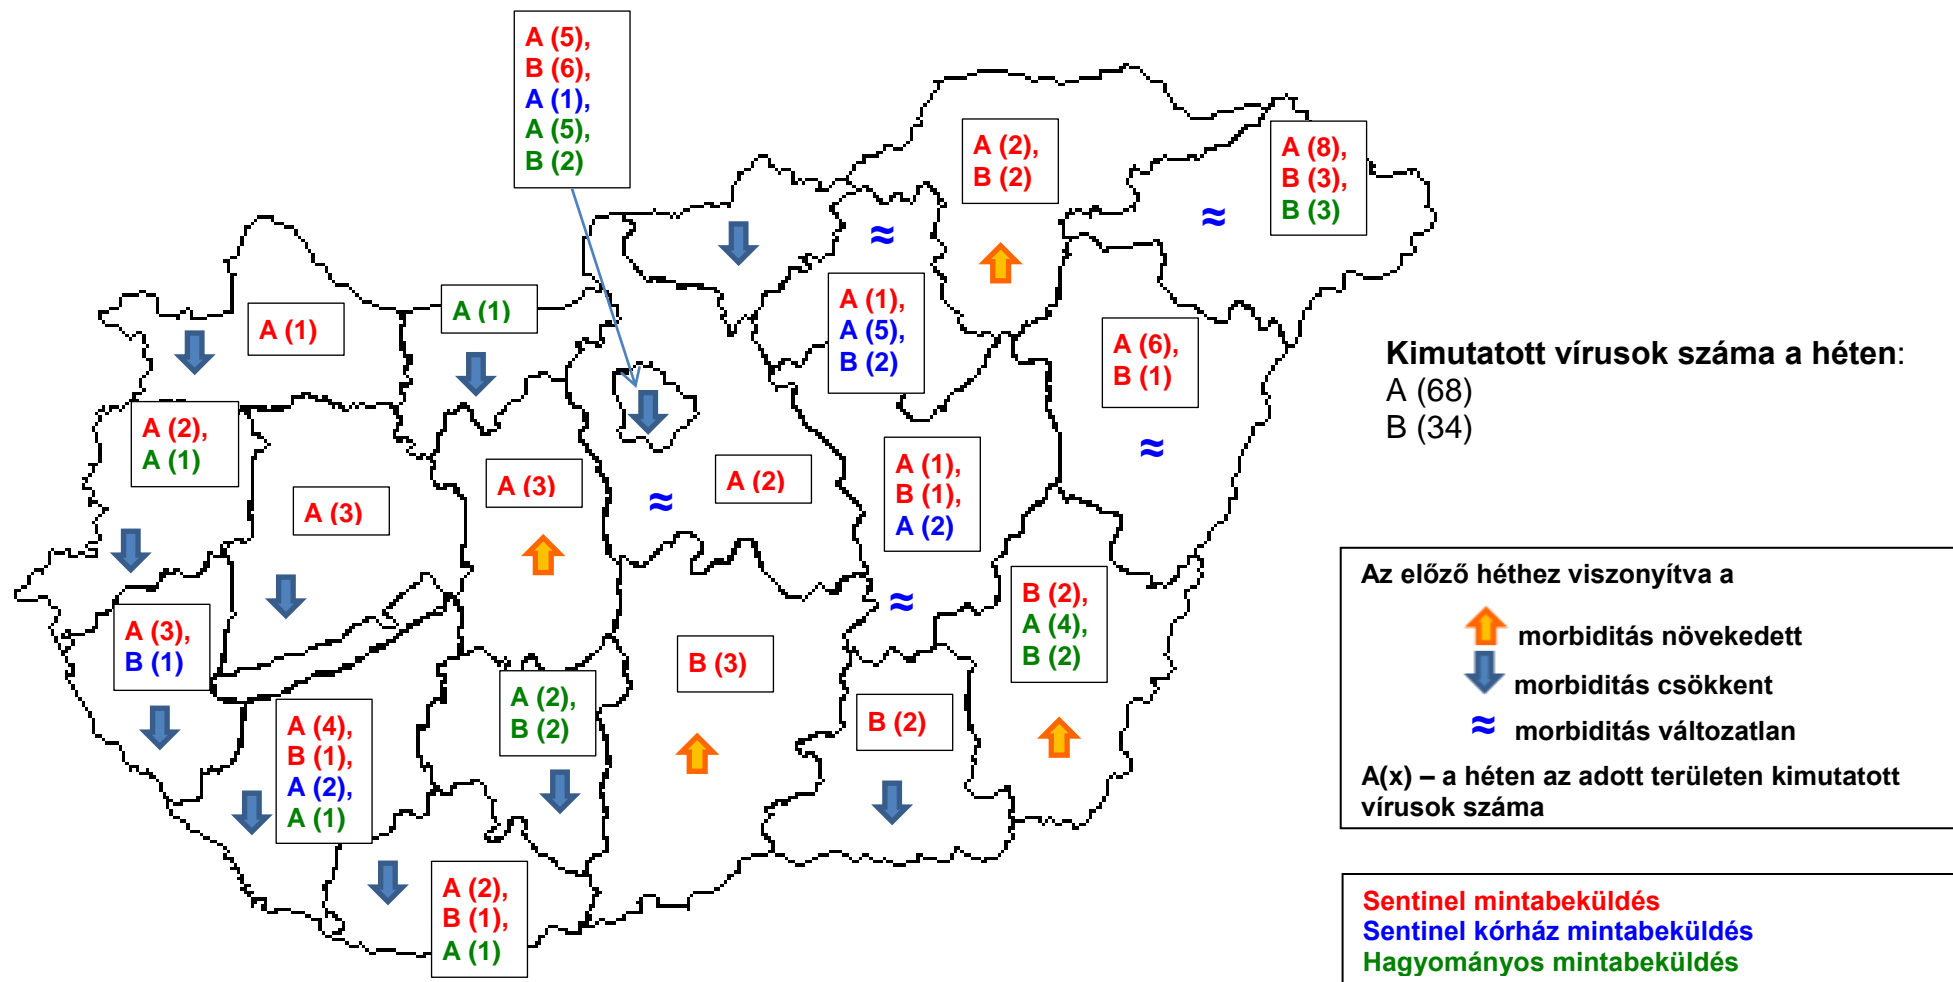 A (5),
B (6),
A (1),
A (5),
B (2)
A (2),
B (2)
A (8),
B (3),
B (3)
≈
≈
A (1)
A (1)
A (1),
A (5),
B (2)
A (6),
B (1)
≈
Kimutatott vírusok száma a héten:
A (68)
B (34)
A (2),
A (1)
A (3)
A (3)
A (2)
≈
A (1),
B (1),
A (2)
≈
A (3),
B (1)
B (2),
A (4),
B (2)
B (3)
A (2),
B (2)
B (2)
A (4),
B (1),
A (2),
A (1)
A (2),
B (1),
A (1)
Az előző héthez viszonyítva a
morbiditás növekedett
morbiditás csökkent
≈ morbiditás változatlan
A(x) – a héten az adott területen kimutatott
vírusok száma
Sentinel mintabeküldés
Sentinel kórház mintabeküldés
Hagyományos mintabeküldés